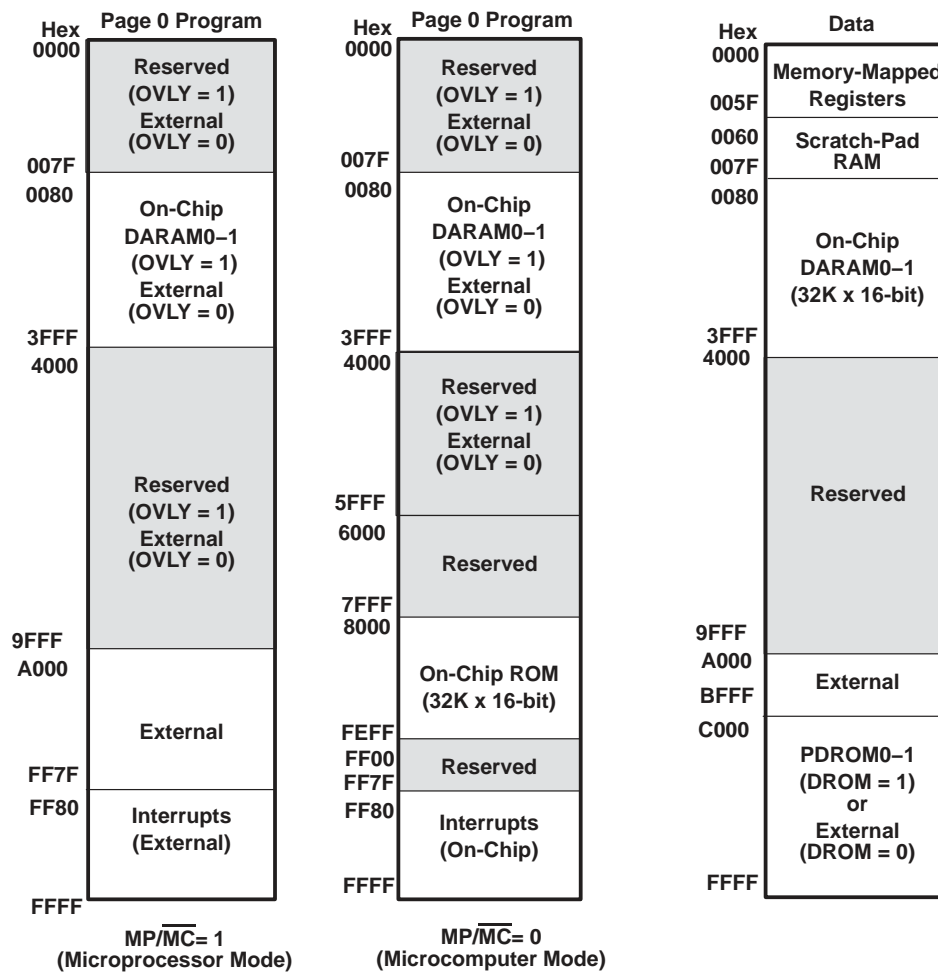 Hex
Page 0 Program
0000
Reserved
(OVLY = 1)
External
(OVLY = 0)
007F
0080
On-Chip
DARAM0–1
(OVLY = 1)
External
(OVLY = 0)
3FFF
4000
Reserved
(OVLY = 1)
External
(OVLY = 0)
9FFF
A000
External
FF7F
FF80
Interrupts
(External)
FFFF
MP/M̅C̅= 1
(Microprocessor Mode)
Hex
Page 0 Program
0000
Reserved
(OVLY = 1)
External
(OVLY = 0)
007F
0080
On-Chip
DARAM0–1
(OVLY = 1)
External
(OVLY = 0)
3FFF
4000
Reserved
(OVLY = 1)
External
(OVLY = 0)
5FFF
6000
Reserved
7FFF
8000
On-Chip ROM
(32K x 16-bit)
FEFF
FF00
Reserved
FF7F
FF80
Interrupts
(On-Chip)
FFFF
MP/M̅C̅= 0
(Microcomputer Mode)
Hex
Data
0000
Memory-Mapped
Registers
005F
0060
Scratch-Pad
RAM
007F
0080
On-Chip
DARAM0–1
(32K x 16-bit)
3FFF
4000
Reserved
9FFF
A000
External
BFFF
C000
PDROM0–1
(DROM = 1)
or
External
(DROM = 0)
FFFF